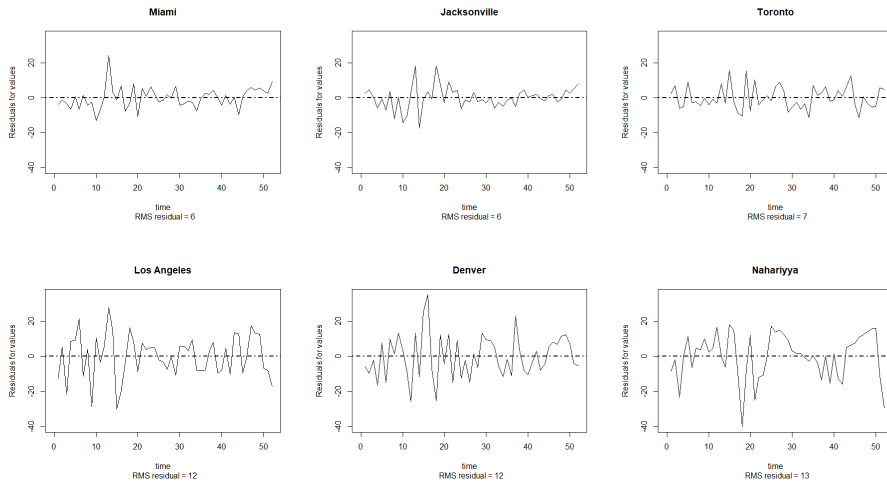 Miami
Residuals for values
20
0
-20
-40
0 10 20 30 40 50
time
RMS residual = 6
Jacksonville
Residuals for values
20
0
-20
-40
0 10 20 30 40 50
time
RMS residual = 6
Toronto
Residuals for values
20
0
-20
-40
0 10 20 30 40 50
time
RMS residual = 7
Los Angeles
Residuals for values
20
0
-20
-40
0 10 20 30 40 50
time
RMS residual = 12
Denver
Residuals for values
20
0
-20
-40
0 10 20 30 40 50
time
RMS residual = 12
Nahariyya
Residuals for values
20
0
-20
-40
0 10 20 30 40 50
time
RMS residual = 13